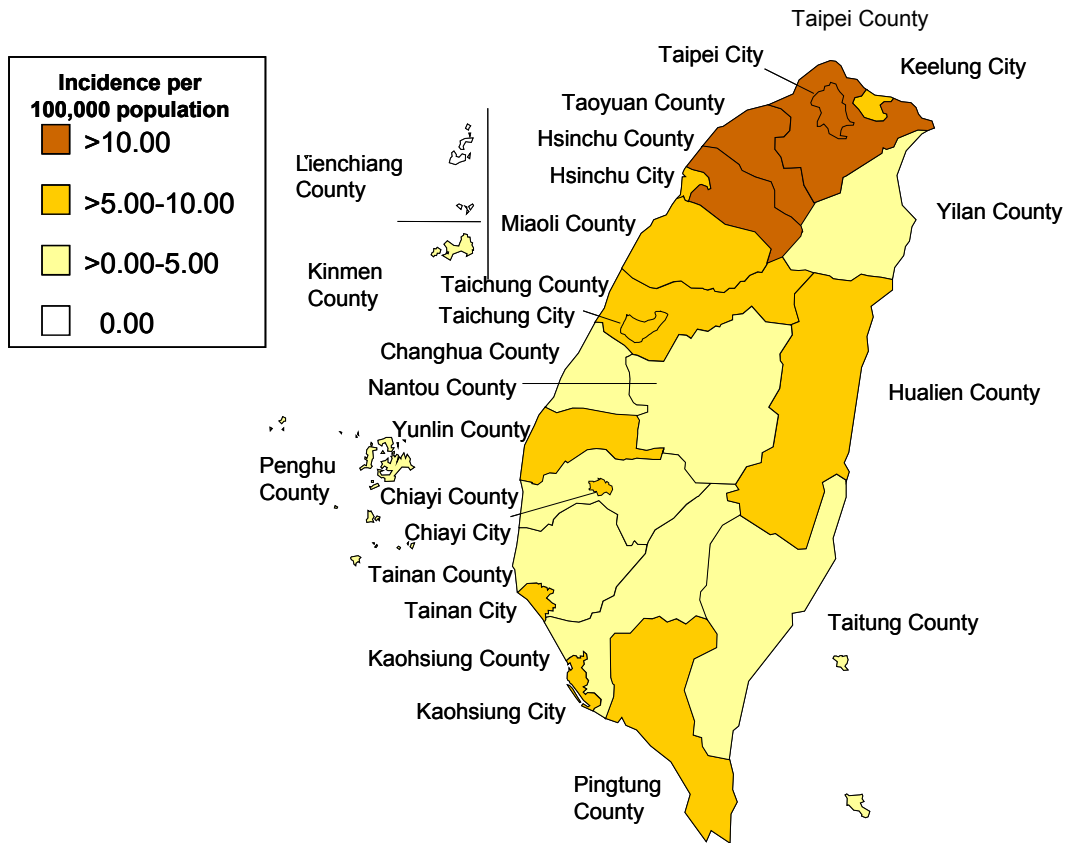 Incidence per
100,000 population
>10.00
>5.00-10.00
>0.00-5.00
0.00
Taipei County
Taipei City
Keelung City
Taoyuan County
Hsinchu County
Hsinchu City
Lienchiang
County
Miaoli County
Yilan County
Kinmen
County
Taichung County
Taichung City
Changhua County
Nantou County
Hualien County
Yunlin County
Penghu
County
Chiayi County
Chiayi City
Tainan County
Tainan City
Taitung County
Kaohsiung County
Kaohsiung City
Pingtung
County